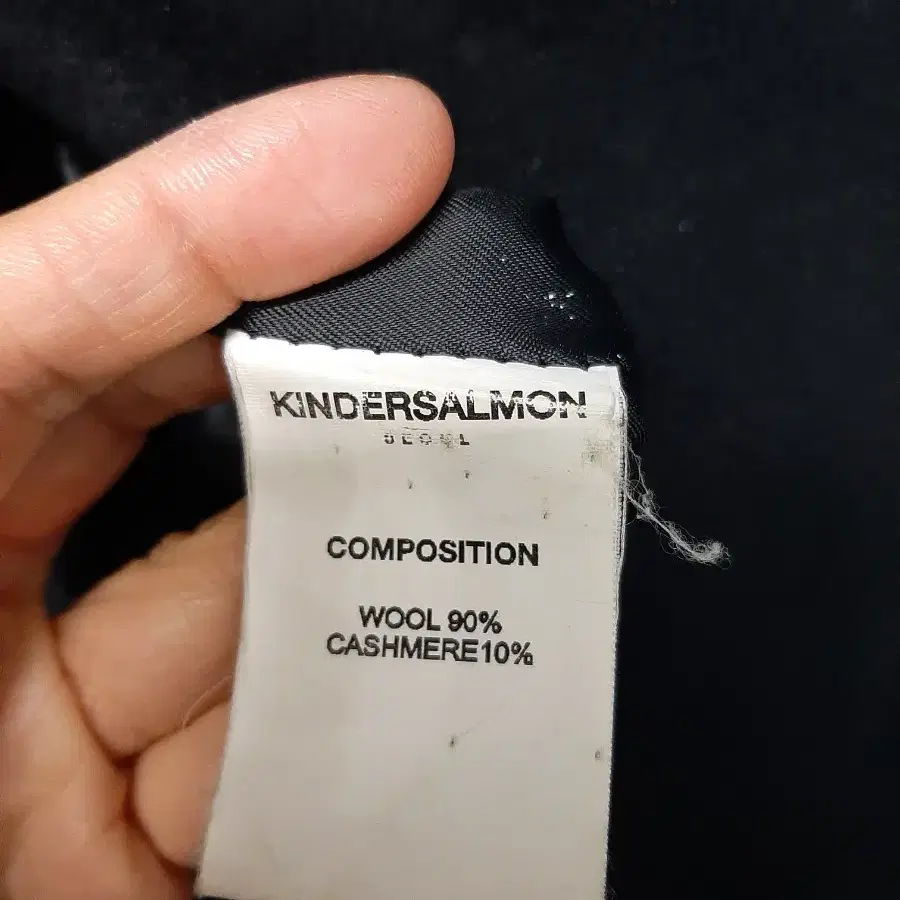 KINDERSALMON
SEOUL
COMPOSITION
WOOL 90%
CASHMERE10%